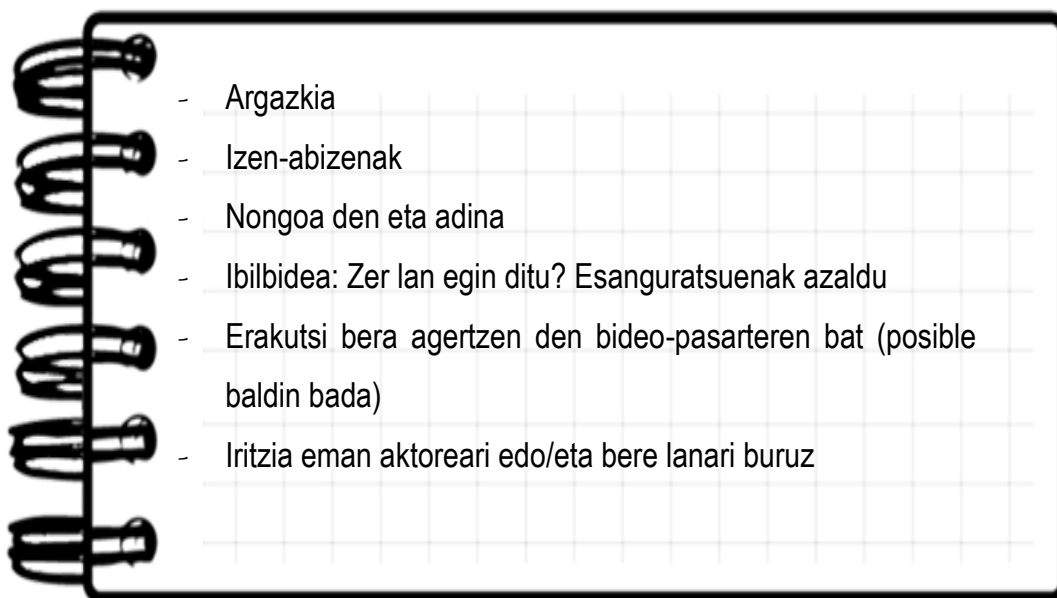 - Argazkia
- Izen-abizenak
- Nongoa den eta adina
- Ibilbidea: Zer lan egin ditu? Esanguratsuenak azaldu
- Erakutsi bera agertzen den bideo-pasarteren bat (posible
baldin bada)
- Iritzia eman aktoreari edo/eta bere lanari buruz